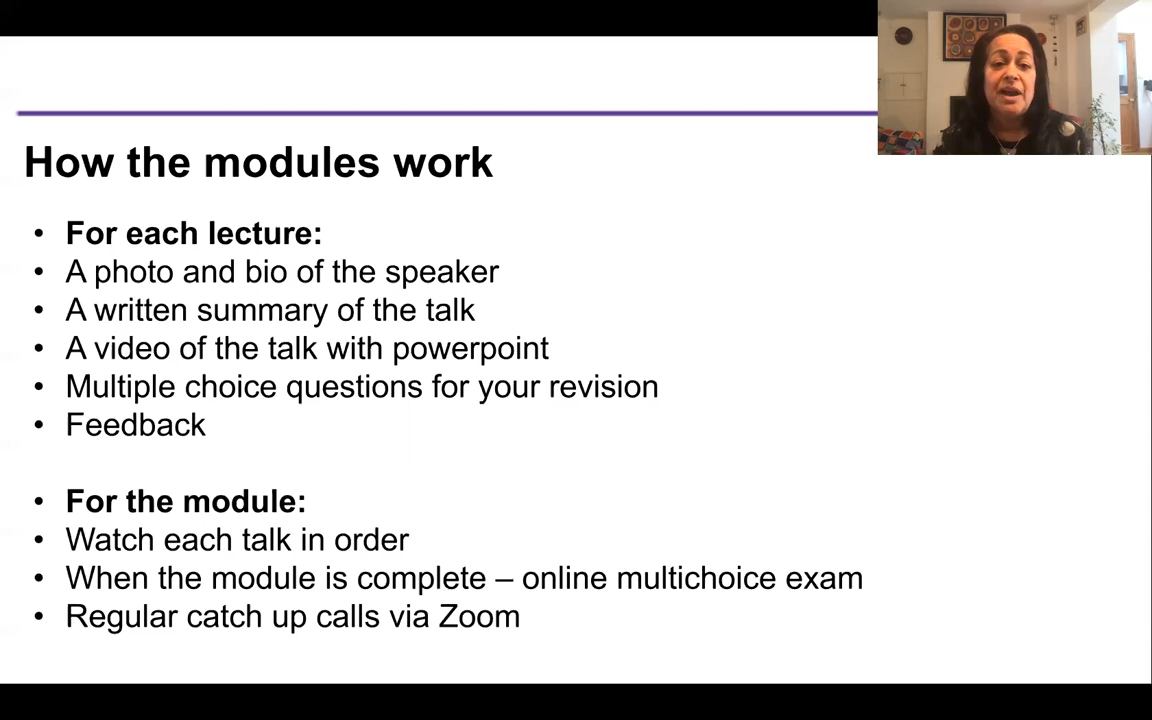 How the modules work
• For each lecture:
• A photo and bio of the speaker
• A written summary of the talk
• A video of the talk with powerpoint
• Multiple choice questions for your revision
• Feedback
• For the module:
• Watch each talk in order
• When the module is complete – online multichoice exam
• Regular catch up calls via Zoom